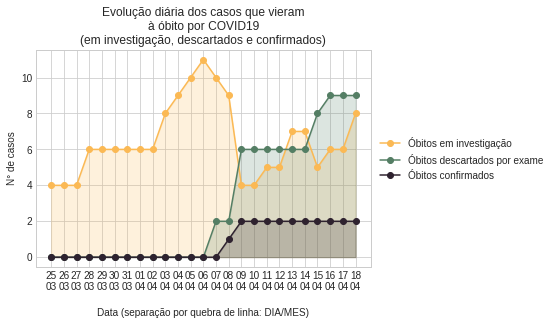 Evolução diária dos casos que vieram
à óbito por COVID19
(em investigação, descartados e confirmados)
N° de casos
10
8
6
4
2
0
Óbitos em investigação
Óbitos descartados por exame
Óbitos confirmados
25 26 27 28 29 30 31 01 02 03 04 05 06 07 08 09 10 11 12 13 14 15 16 17 18
03 03 03 03 03 03 03 04 04 04 04 04 04 04 04 04 04 04 04 04 04 04 04 04 04
Data (separação por quebra de linha: DIA/MES)